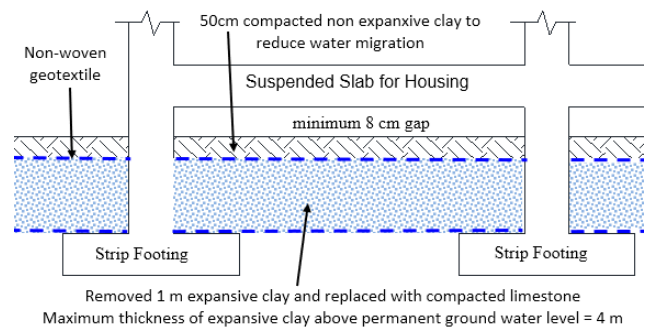 50cm compacted non expanxive clay to
reduce water migration
Non-woven
geotextile
Suspended Slab for Housing
minimum 8 cm gap
Strip Footing
Strip Footing
Removed 1 m expansive clay and replaced with compacted limestone
Maximum thickness of expansive clay above permanent ground water level = 4 m